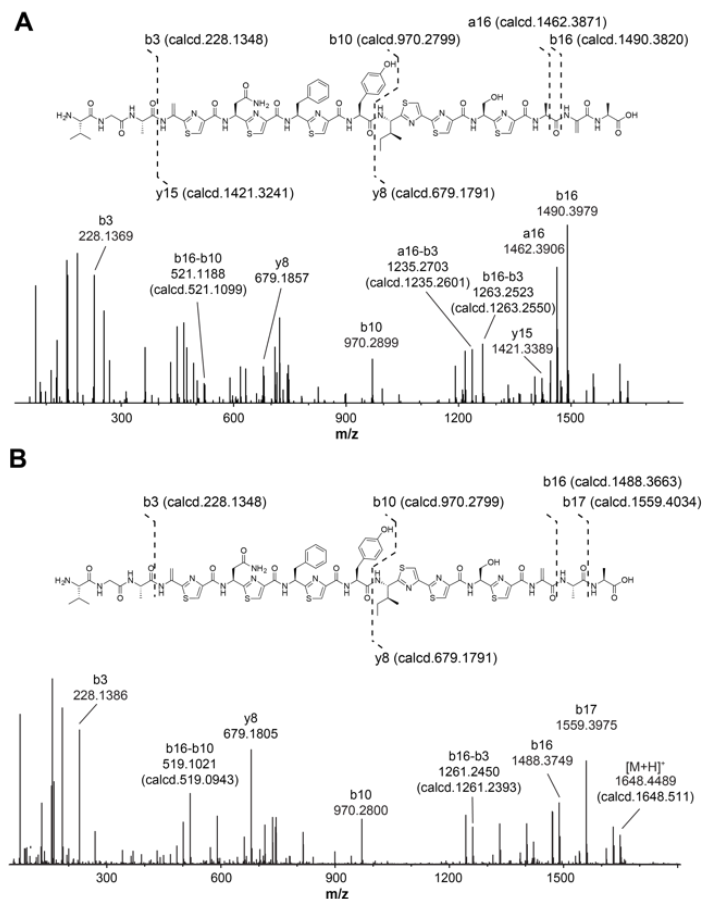 A
b3 (calcd.228.1348)
b10 (calcd.970.2799)
a16 (calcd.1462.3871)
b16 (calcd.1490.3820)
y15 (calcd.1421.3241)
y8 (calcd.679.1791)
b3
228.1369
b16-b10
521.1188
(calcd.521.1099)
y8
679.1857
b10
970.2899
a16-b3
1235.2703
(calcd.1235.2601)
b16-b3
1263.2523
(calcd.1263.2550)
y15
1421.3389
a16
1462.3906
b16
1490.3979
300 600 900 1200 1500
m/z
B
b3 (calcd.228.1348)
b10 (calcd.970.2799)
b16 (calcd.1488.3663)
b17 (calcd.1559.4034)
y8 (calcd.679.1791)
b3
228.1386
b16-b10
519.1021
(calcd.519.0943)
y8
679.1805
b10
970.2800
b16-b3
1261.2450
(calcd.1261.2393)
b16
1488.3749
b17
1559.3975
[M+H]⁺
1648.4489
(calcd.1648.511)
300 600 900 1200 1500
m/z